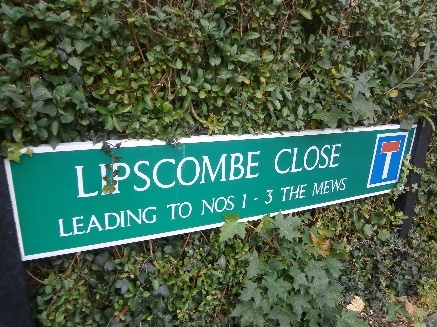 LIPSCOMBE CLOSE
LEADING TO NOS 1 - 3 THE MEWS